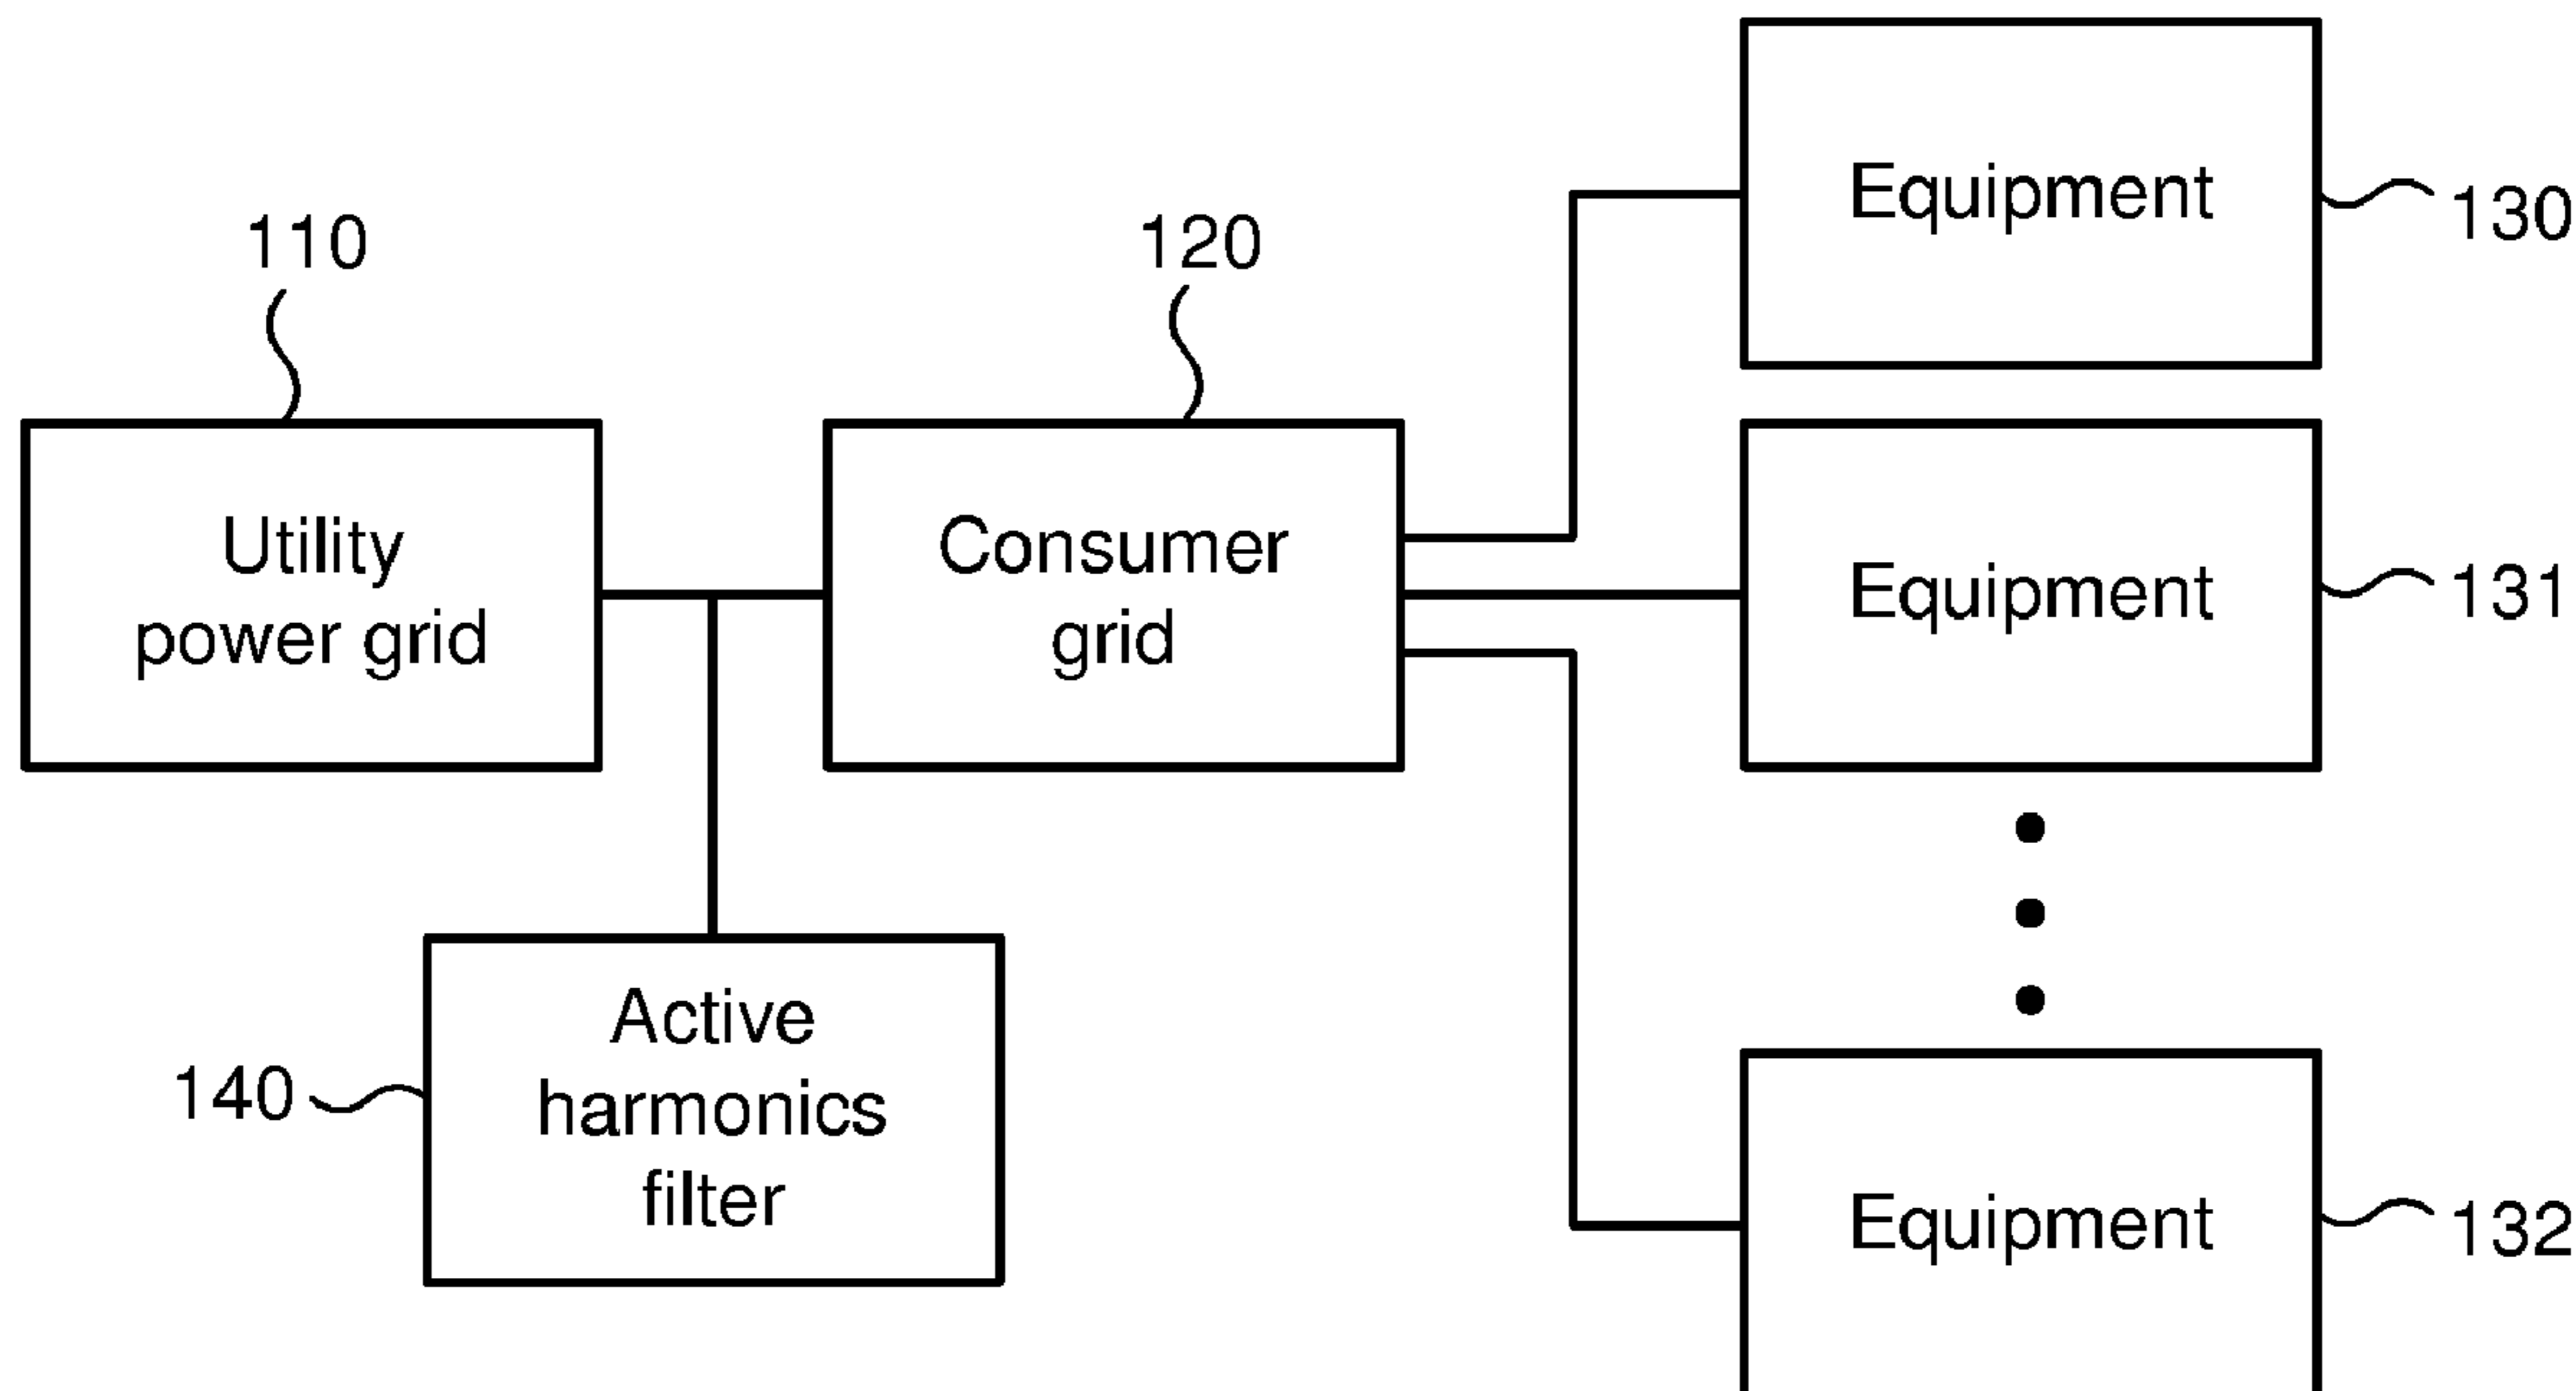 Equipment
130
110
120
Utility
power grid
Consumer
grid
Equipment
131
Active
harmonics
filter
140
Equipment
132